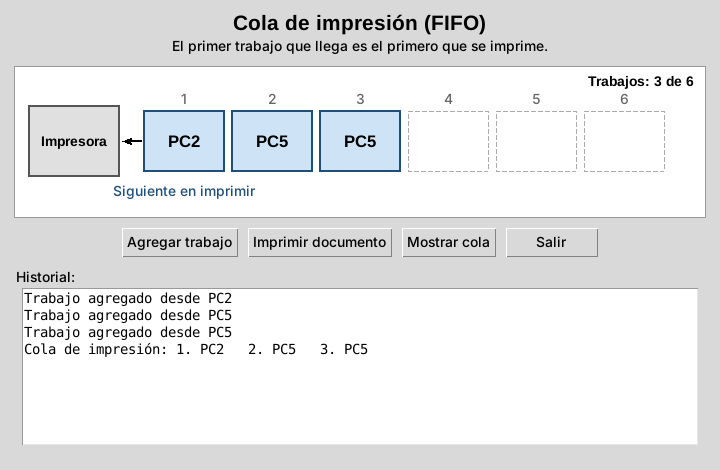 Cola de impresión (FIFO)
El primer trabajo que llega es el primero que se imprime.
Trabajos: 3 de 6
1 2 3 4 5 6
Impresora PC2 PC5 PC5
Siguiente en imprimir
Agregar trabajo Imprimir documento Mostrar cola Salir
Historial:
Trabajo agregado desde PC2
Trabajo agregado desde PC5
Trabajo agregado desde PC5
Cola de impresión: 1. PC2   2. PC5   3. PC5